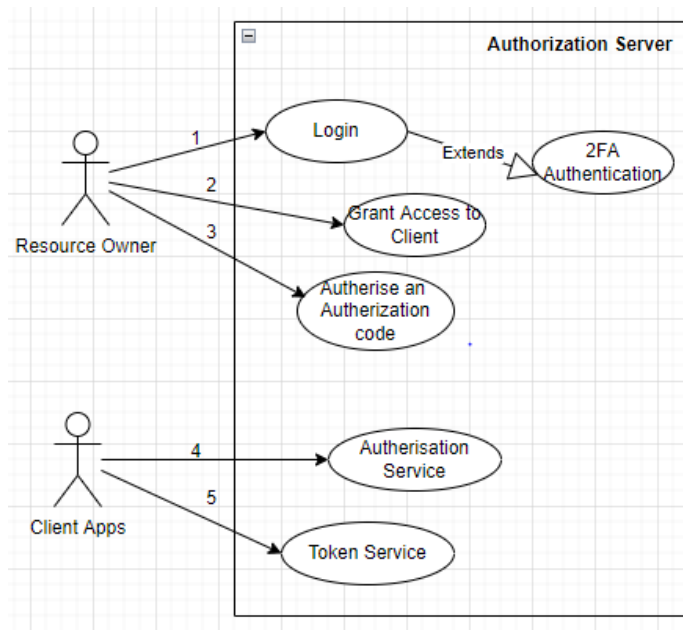 Authorization Server
1
Login
Extends
2FA
Authentication
2
Grant Access to
Client
3
Resource Owner
Autherise an
Autherization
code
4
Autherisation
Service
5
Client Apps
Token Service